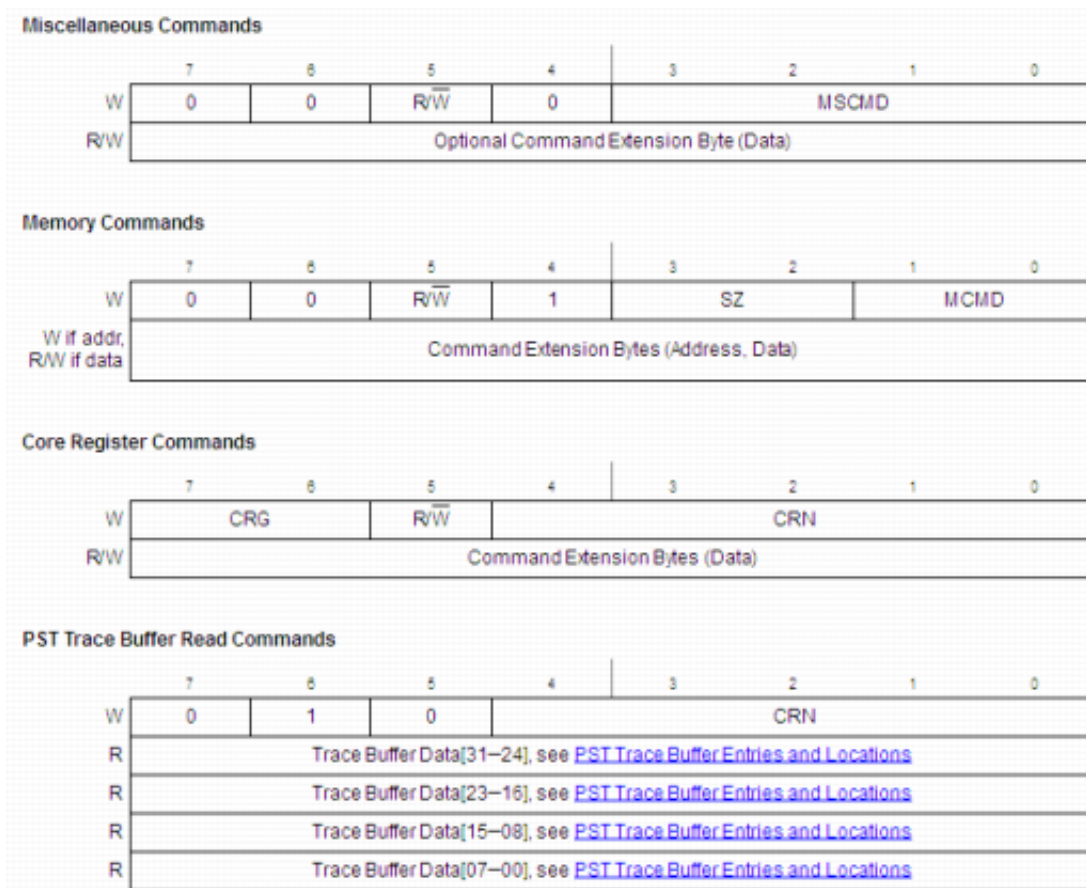 Miscellaneous Commands
7 6 5 4 3 2 1 0
W 0 0 R/W 0 MSCMD
R/W Optional Command Extension Byte (Data)
Memory Commands
7 6 5 4 3 2 1 0
W 0 0 R/W 1 SZ MCMD
W if addr,
R/W if data Command Extension Bytes (Address, Data)
Core Register Commands
7 6 5 4 3 2 1 0
W CRG R/W CRN
R/W Command Extension Bytes (Data)
PST Trace Buffer Read Commands
7 6 5 4 3 2 1 0
W 0 1 0 CRN
R Trace Buffer Data[31—24], see PST Trace Buffer Entries and Locations
R Trace Buffer Data[23—16], see PST Trace Buffer Entries and Locations
R Trace Buffer Data[15—08], see PST Trace Buffer Entries and Locations
R Trace Buffer Data[07—00], see PST Trace Buffer Entries and Locations